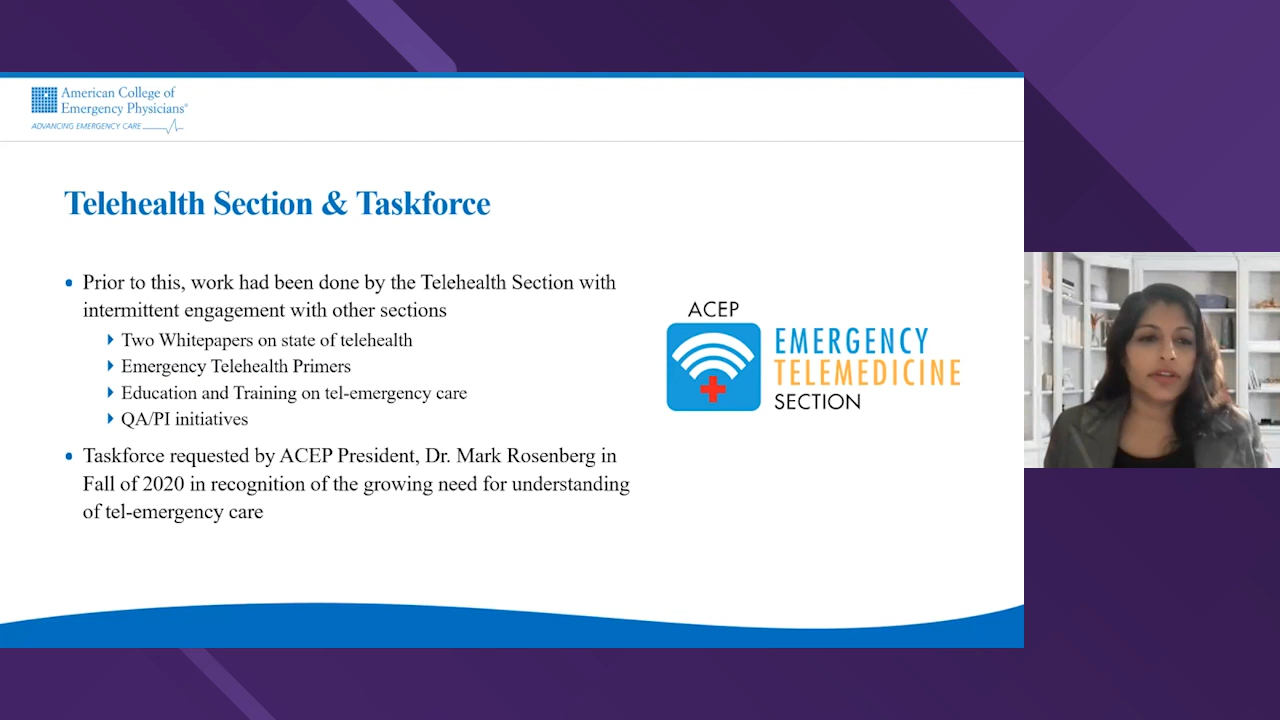 American College of
Emergency Physicians®
ADVANCING EMERGENCY CARE
Telehealth Section & Taskforce
Prior to this, work had been done by the Telehealth Section with
intermittent engagement with other sections
Two Whitepapers on state of telehealth
Emergency Telehealth Primers
Education and Training on tel-emergency care
QA/PI initiatives
Taskforce requested by ACEP President, Dr. Mark Rosenberg in
Fall of 2020 in recognition of the growing need for understanding
of tel-emergency care
ACEP
EMERGENCY
TELEMEDICINE
SECTION